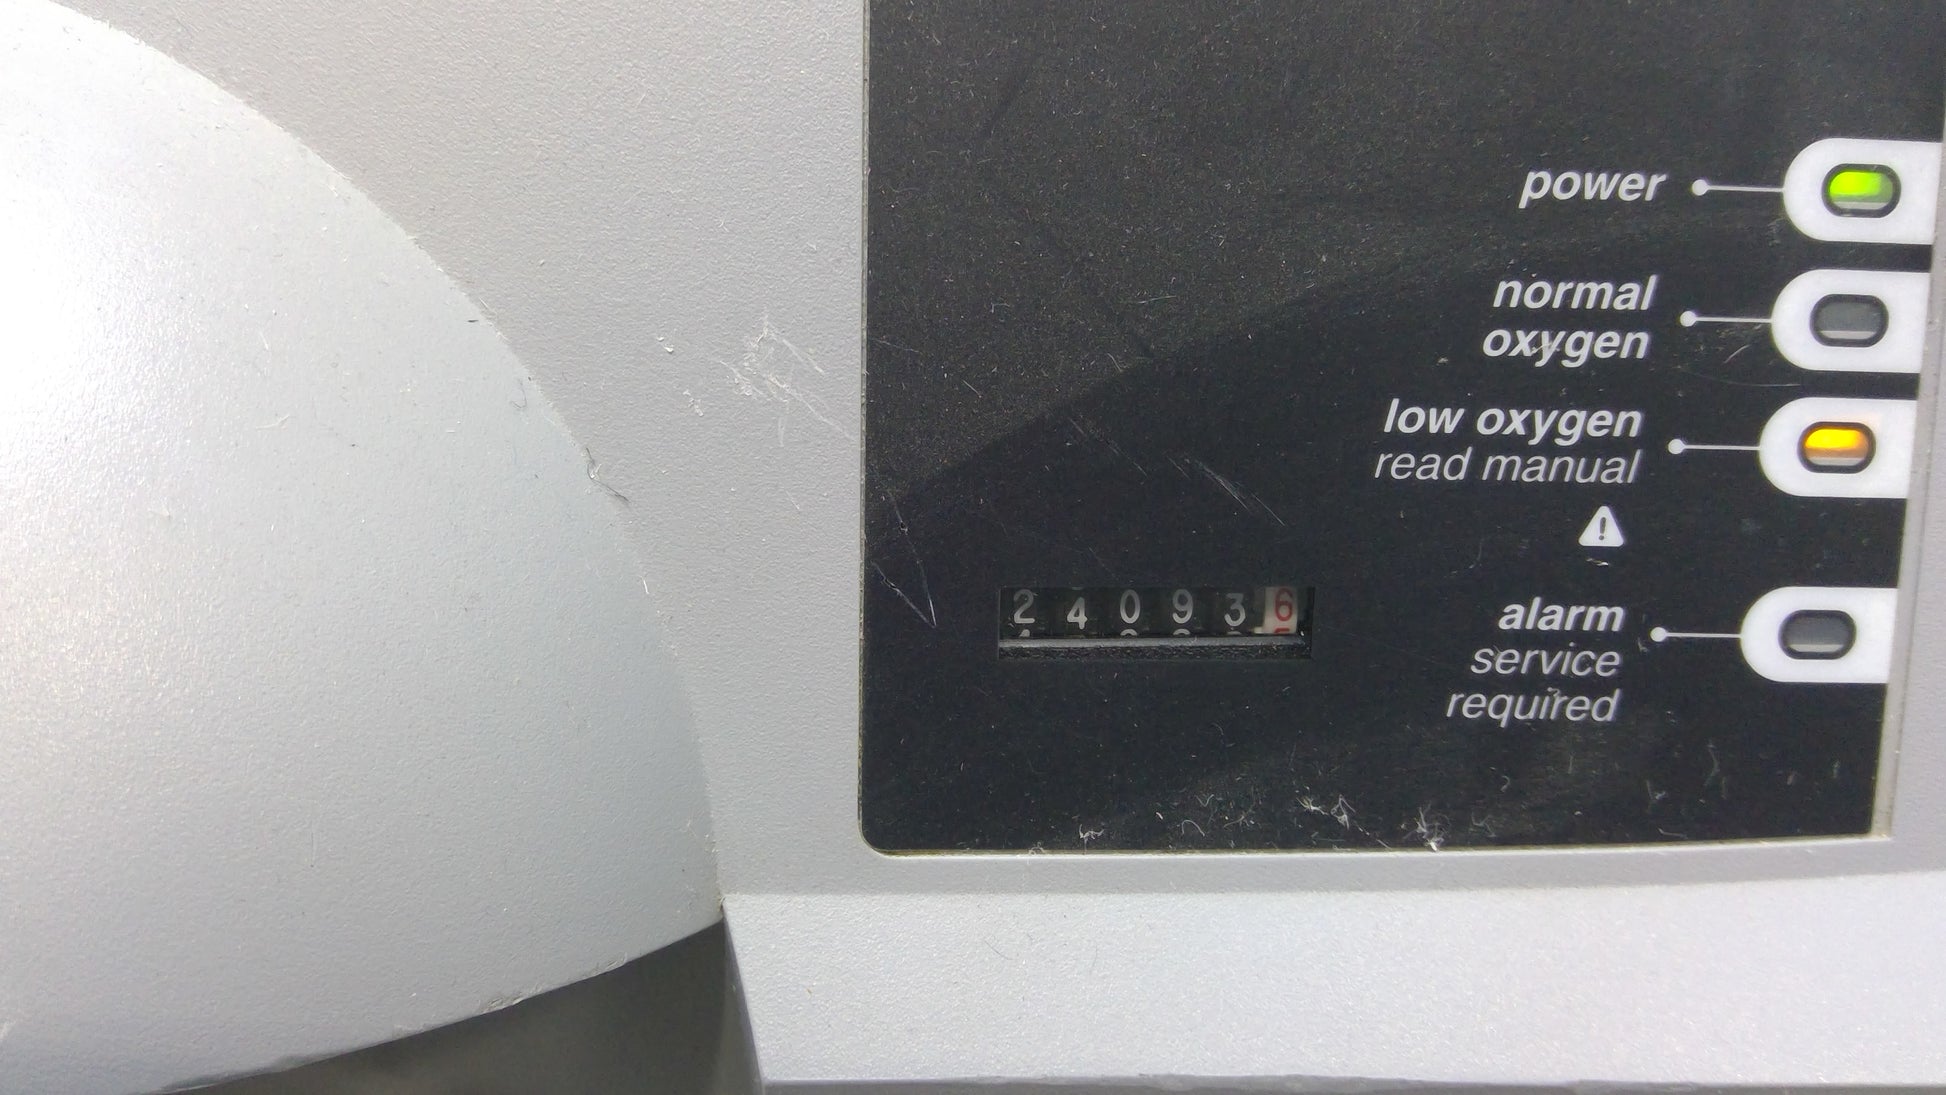 power
normal
oxygen
low oxygen
read manual
240936
alarm
service
required